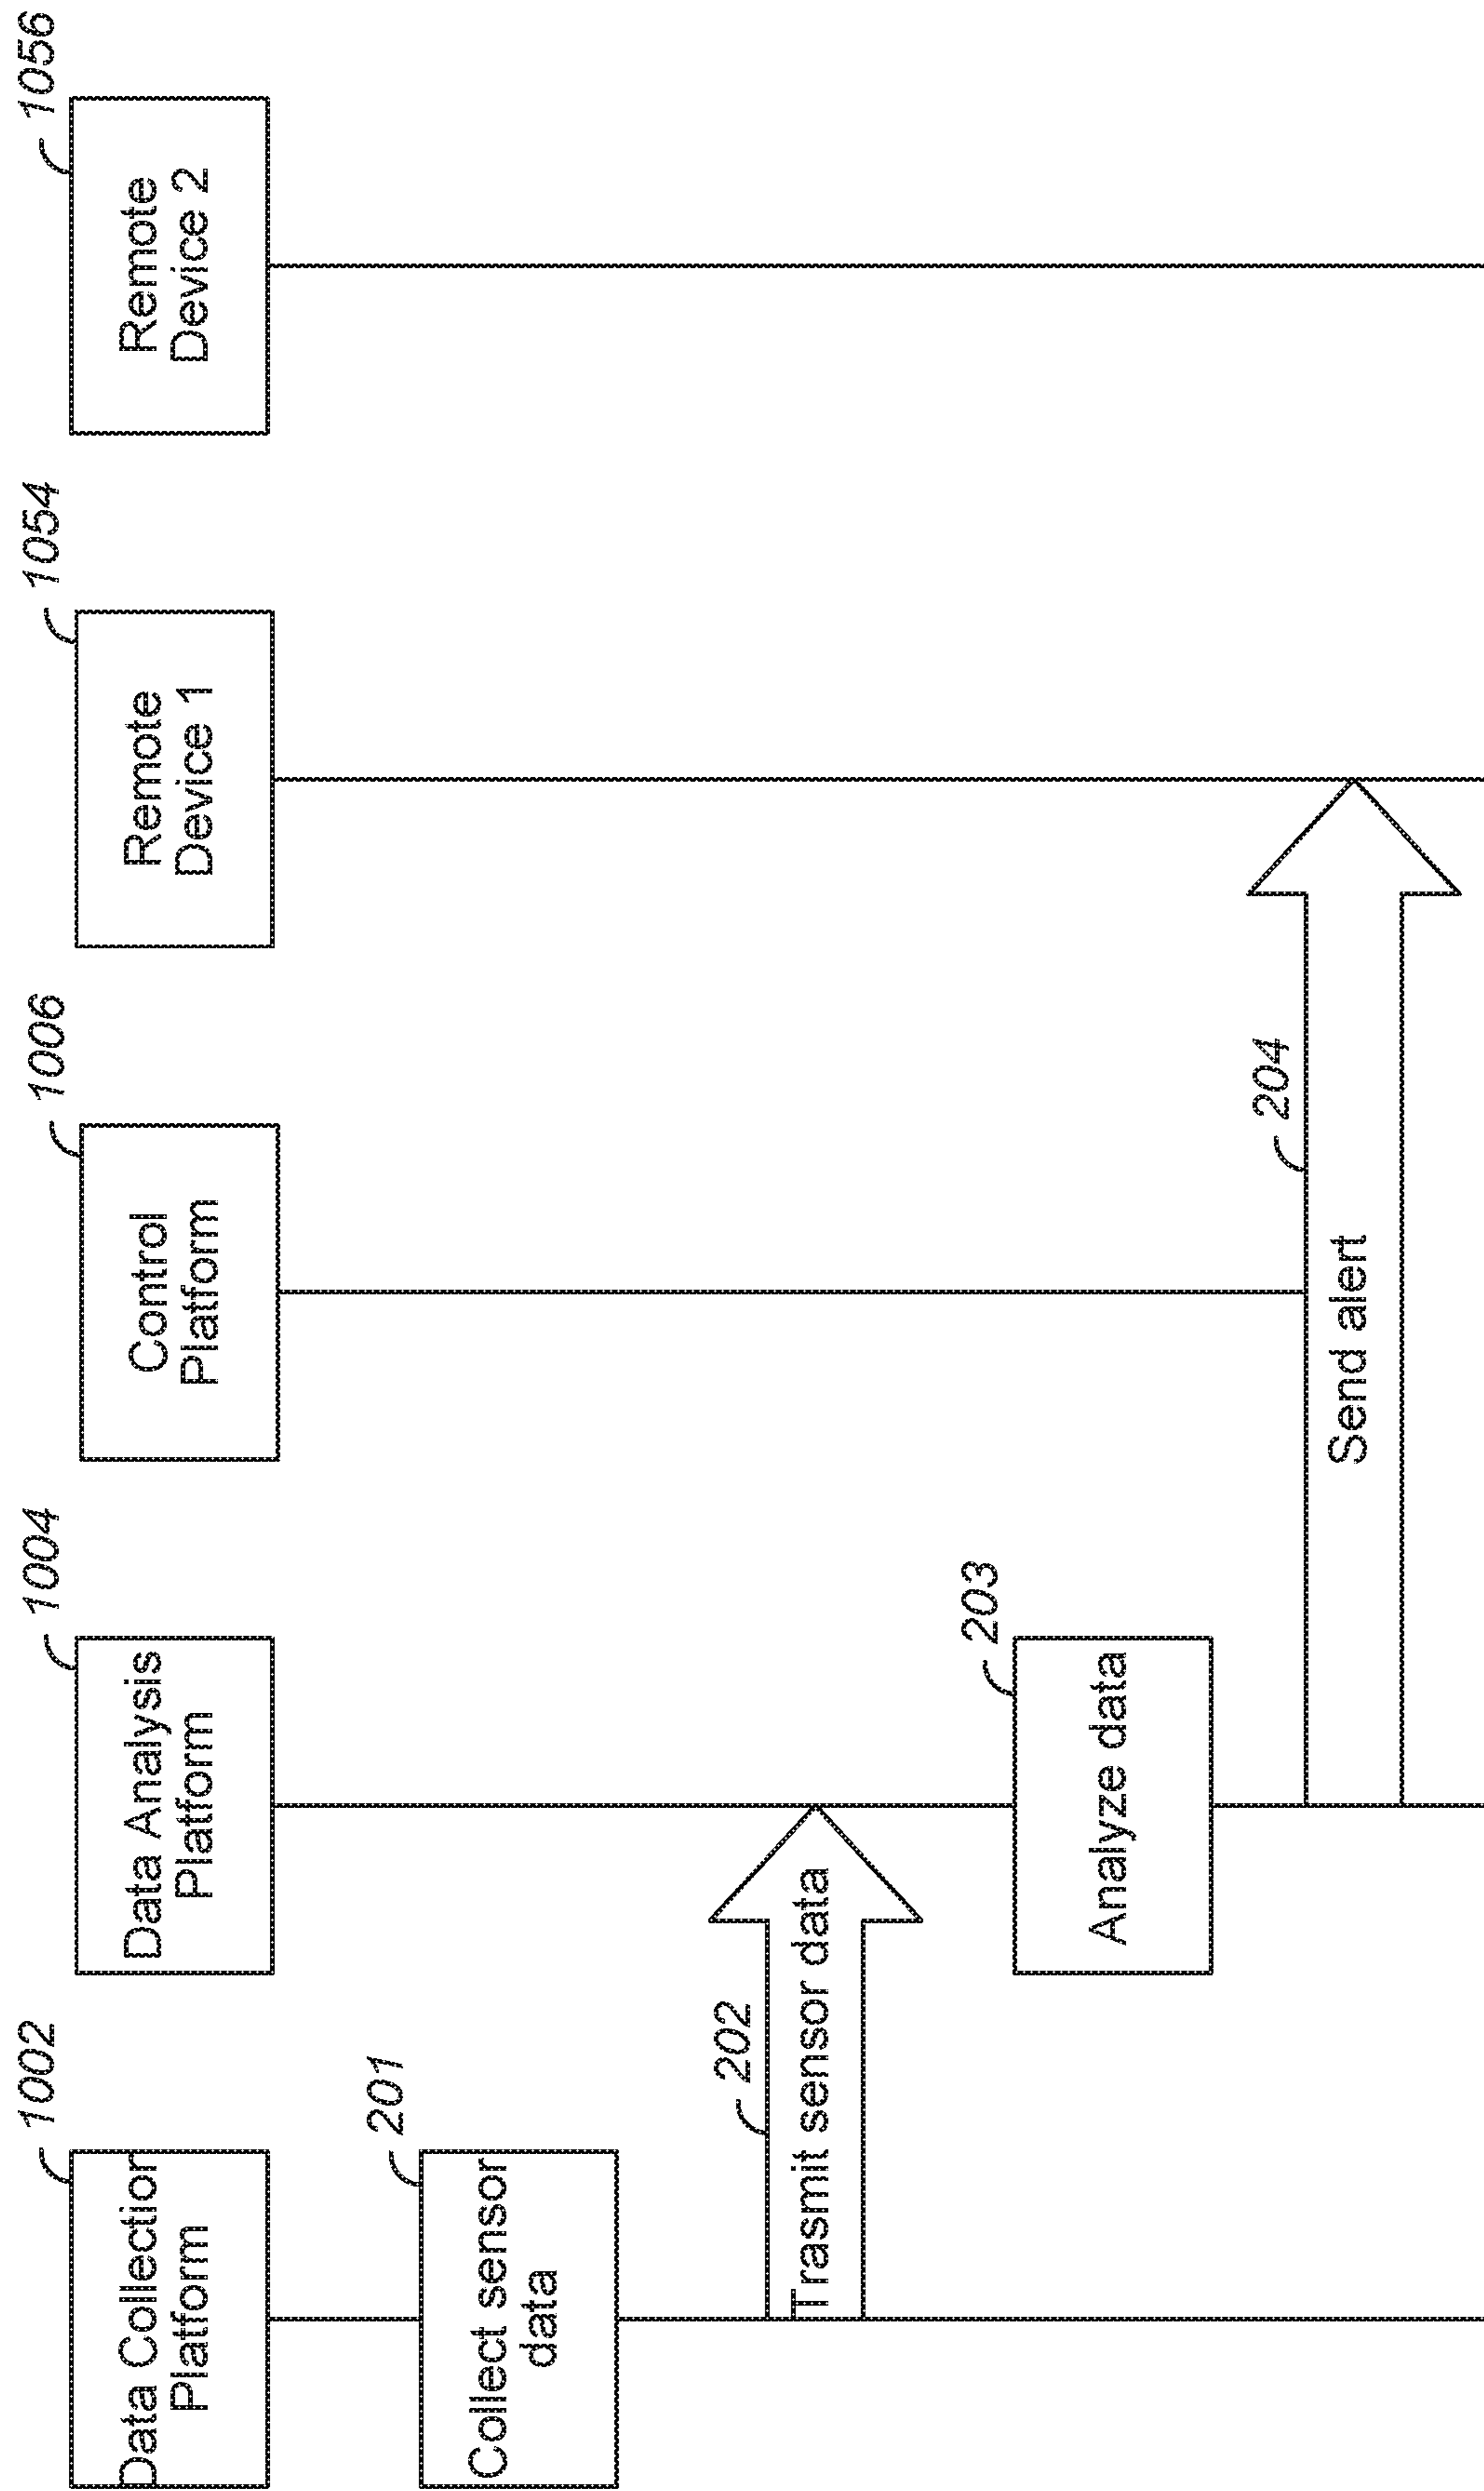 1002
Data Collection
Platform
1004
Data Analysis
Platform
1006
Control
Platform
1054
Remote
Device 1
1056
Remote
Device 2
201
Collect sensor
data
202
Trasmit sensor data
203
Analyze data
204
Send alert